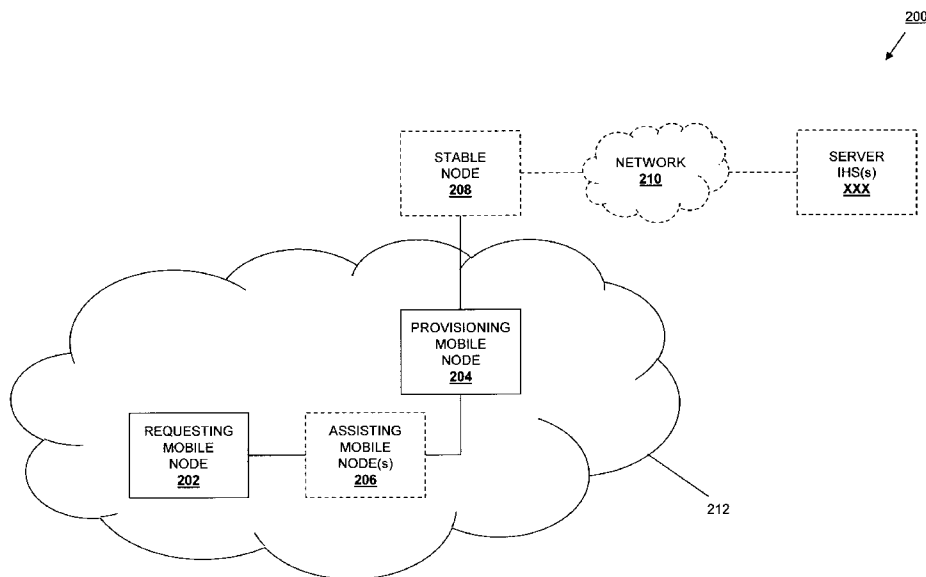 200
STABLE
NODE
208
NETWORK
210
SERVER
IHS(s)
XXX
PROVISIONING
MOBILE
NODE
204
REQUESTING
MOBILE
NODE
202
ASSISTING
MOBILE
NODE(s)
206
212